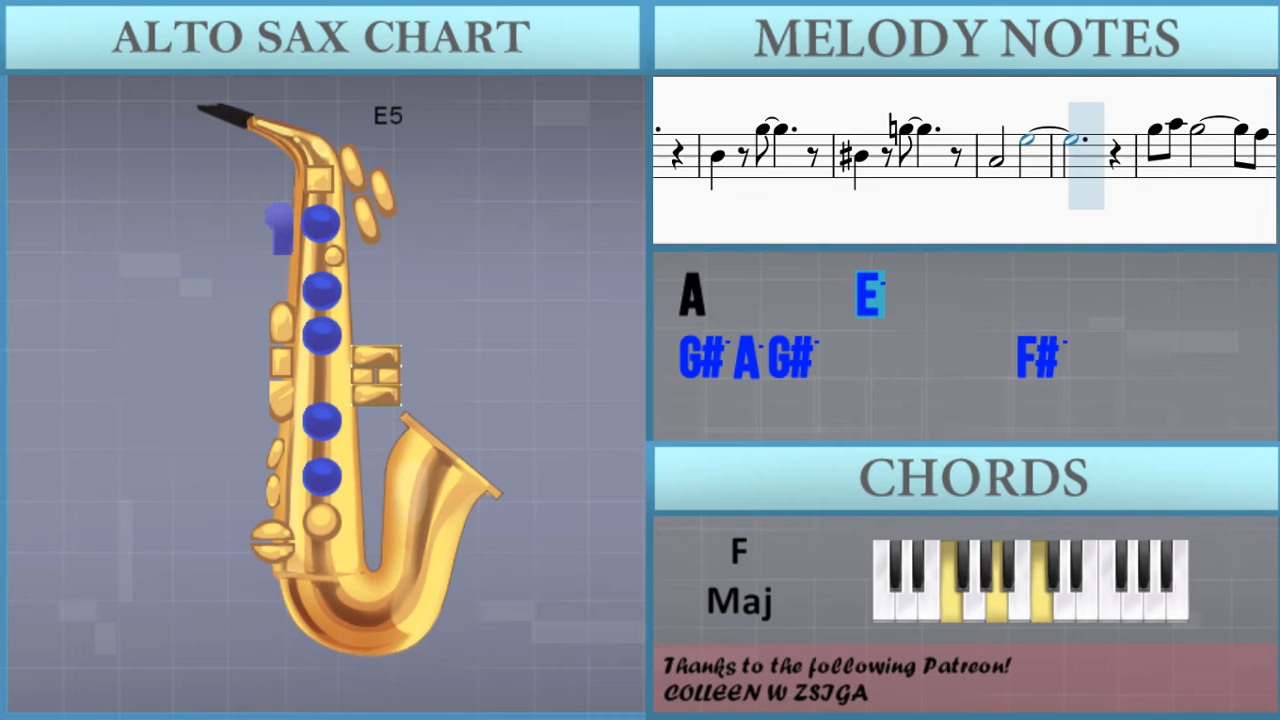 ALTO SAX CHART
E5
MELODY NOTES
A E-
G#- A- G#- F#-
CHORDS
F
Maj
Thanks to the following Patreon!
COLLEEN W ZSIGA